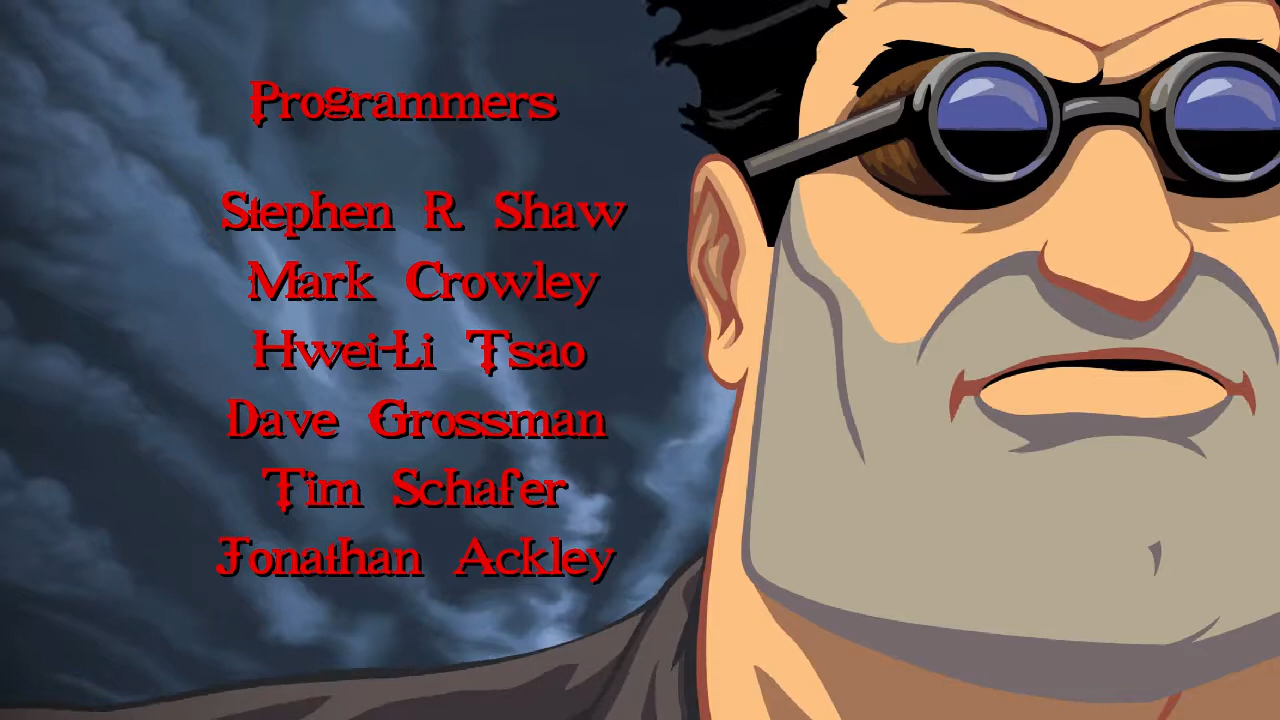 Programmers
Stephen R. Shaw
Mark Crowley
Hwei-Li Tsao
Dave Grossman
Tim Schafer
Jonathan Ackley